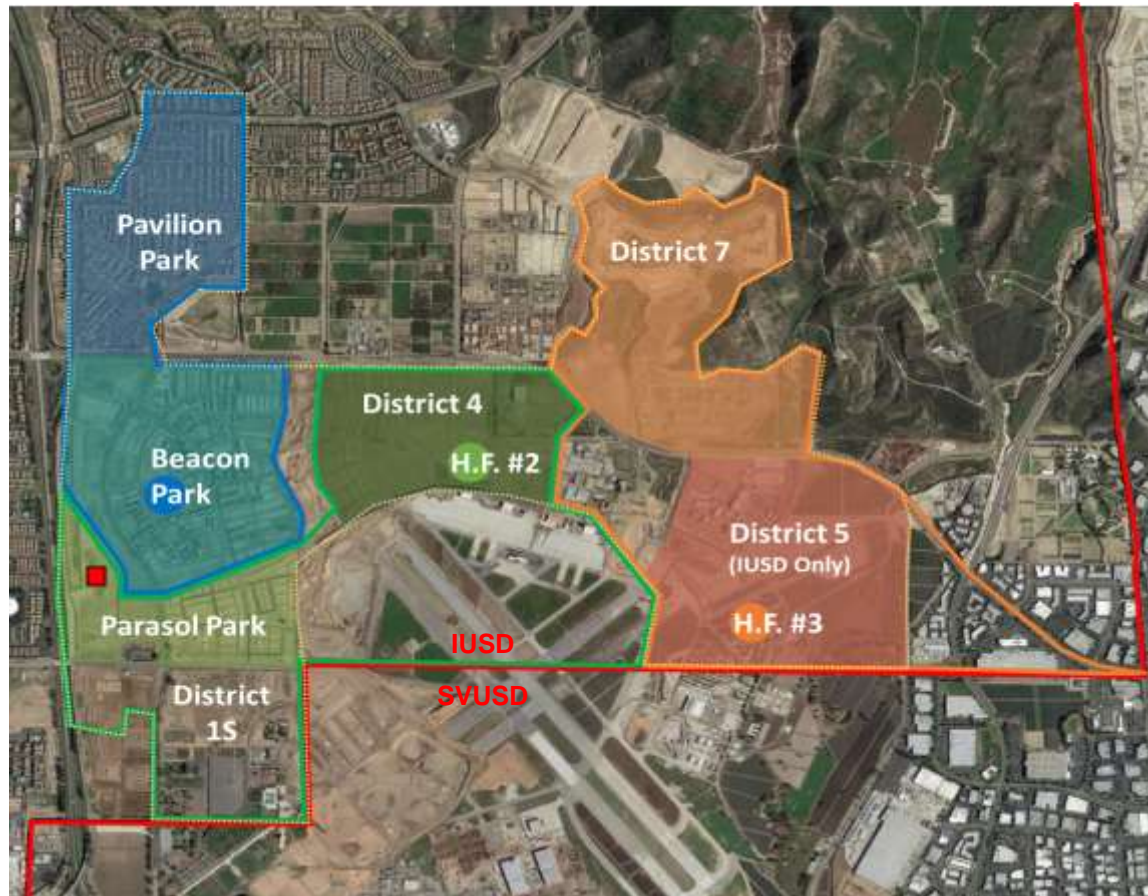 Pavilion
Park
District 7
District 4
Beacon
Park
H.F. #2
District 5
(IUSD Only)
H.F. #3
Parasol Park
IUSD
SVUSD
District
1S